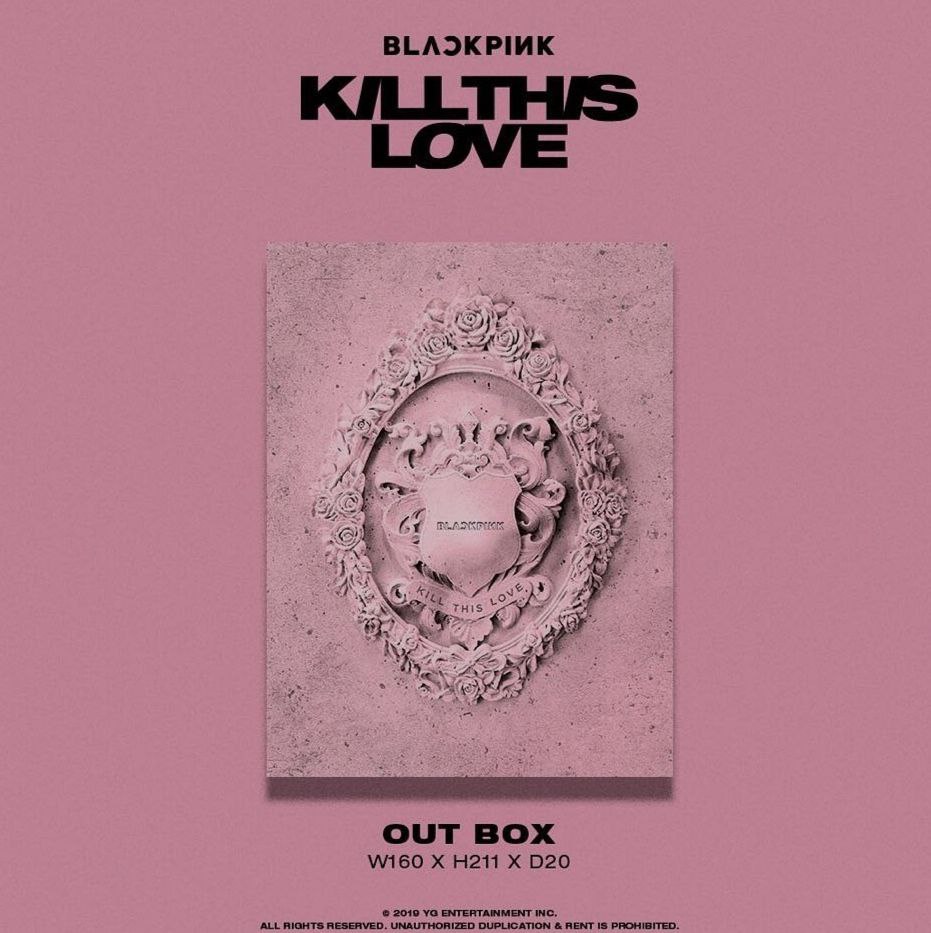 BLACKPINK
KILL THIS
LOVE
BLACKPINK
KILL THIS LOVE
OUT BOX
W160 X H211 X D20
© 2019 YG ENTERTAINMENT INC.
ALL RIGHTS RESERVED. UNAUTHORIZED DUPLICATION & RENT IS PROHIBITED.